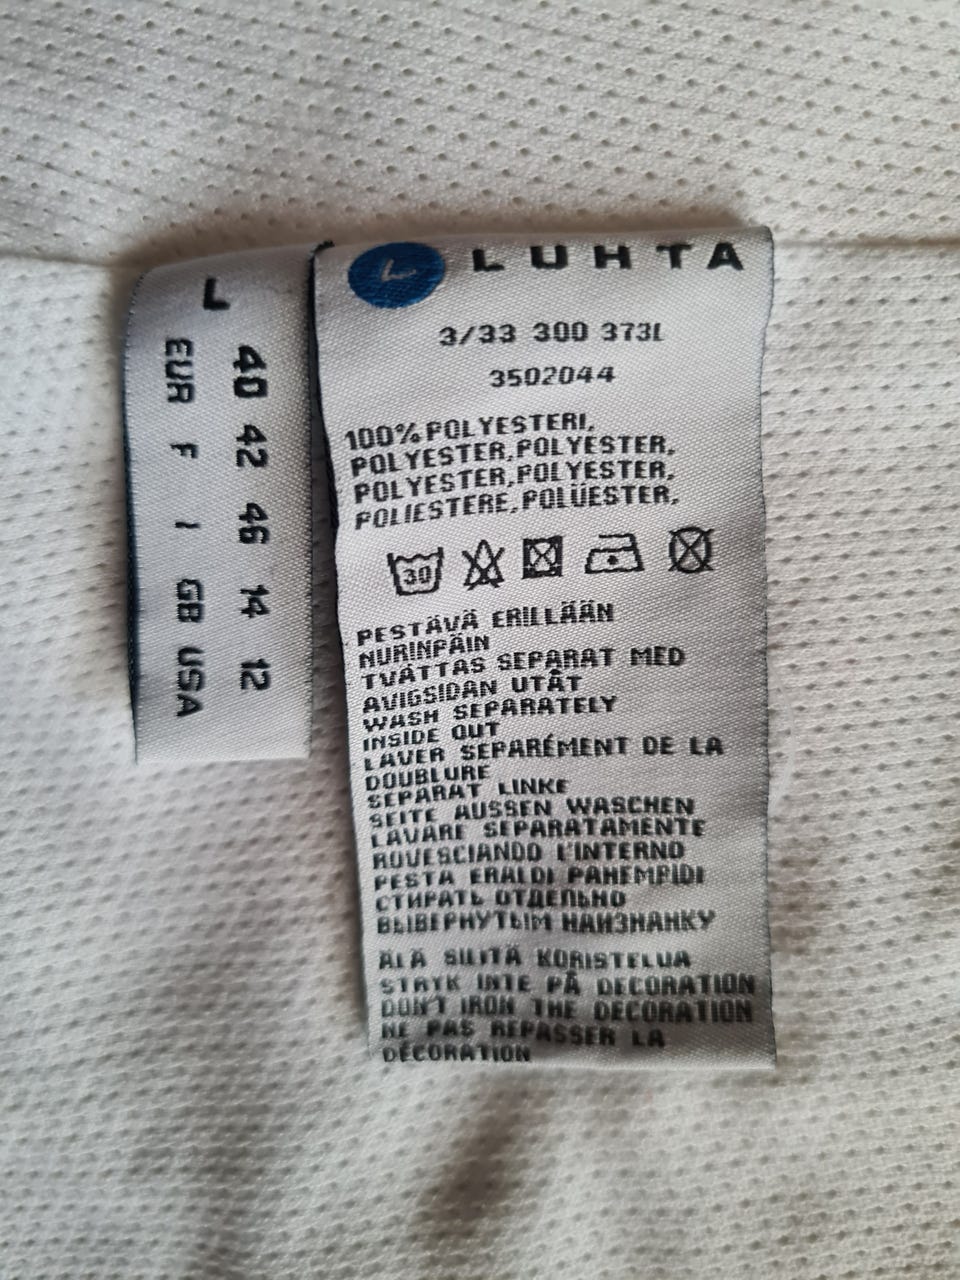 L
EUR 40
F 42
I 46
GB 14
USA 12
L LUHTA
3/33 300 373L
3502044
100% POLYESTERI,
POLYESTER,POLYESTER,
POLYESTER,POLYESTER,
POLIESTERE,POLÜESTER,
30
PESTÄVÄ ERILLÄÄN
NURINPÄIN
TVÄTTAS SEPARAT MED
AVIGSIDAN UTÅT
WASH SEPARATELY
INSIDE OUT
LAVER SEPARÉMENT DE LA
DOUBLURE
SEPARAT LINKE
SEITE AUSSEN WASCHEN
LAVARE SEPARATAMENTE
ROVESCIANDO L'INTERNO
PESTA ERALDI PAHEMPIDI
СТИРАТЬ ОТДЕЛЬНО
ВЫВЕРНУТЫМ НАИЗНАНКУ
ÄLÄ SILITÄ KORISTELUA
STRYK INTE PÅ DECORATION
DON'T IRON THE DECORATION
NE PAS REPASSER LA
DÉCORATION